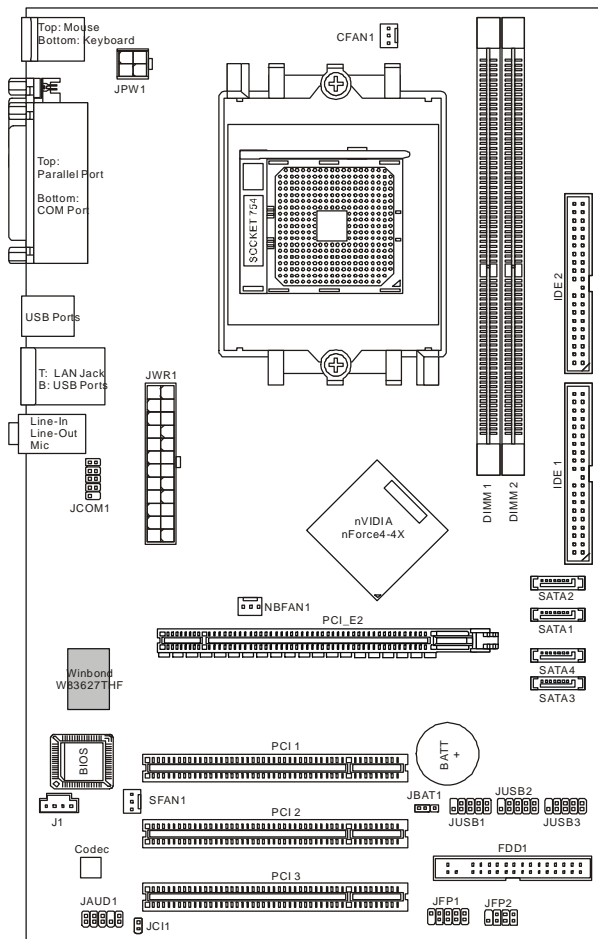 Top: Mouse
Bottom: Keyboard
CFAN1
JPW1
Top:
Parallel Port
Bottom:
COM Port
SOCKET 754
IDE 2
USB Ports
T: LAN Jack
B: USB Ports
JWR1
Line-In
Line-Out
Mic
JCOM1
DIMM 1
DIMM 2
IDE 1
nVIDIA
nForce4-4X
SATA2
NBFAN1
PCI_E2
SATA1
SATA4
SATA3
Winbond
W83627THF
BIOS
PCI 1
BATT
+
J1
SFAN1
PCI 2
JBAT1
JUSB1
JUSB2
JUSB3
Codec
FDD1
PCI 3
JAUD1
JCI1
JFP1
JFP2